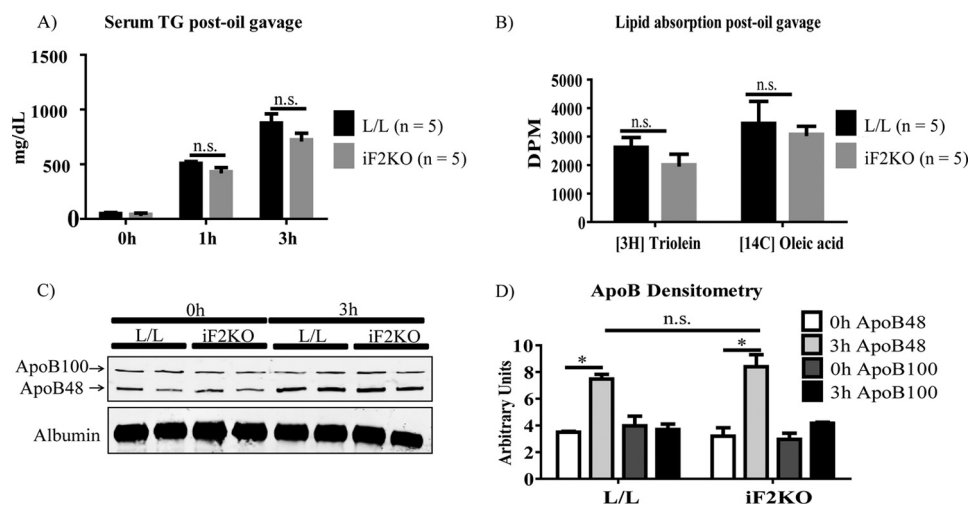 A) Serum TG post-oil gavage
mg/dL
1500
1000
500
0
n.s.
n.s.
0h 1h 3h
L/L (n = 5)
iF2KO (n = 5)
B) Lipid absorption post-oil gavage
DPM
5000
4000
3000
2000
1000
0
n.s.
n.s.
[3H] Triolein [14C] Oleic acid
L/L (n = 5)
iF2KO (n = 5)
C)
0h 3h
L/L iF2KO L/L iF2KO
ApoB100
ApoB48
Albumin
D) ApoB Densitometry
n.s.
* *
Arbitrary Units
10
8
6
4
2
0
L/L iF2KO
0h ApoB48
3h ApoB48
0h ApoB100
3h ApoB100